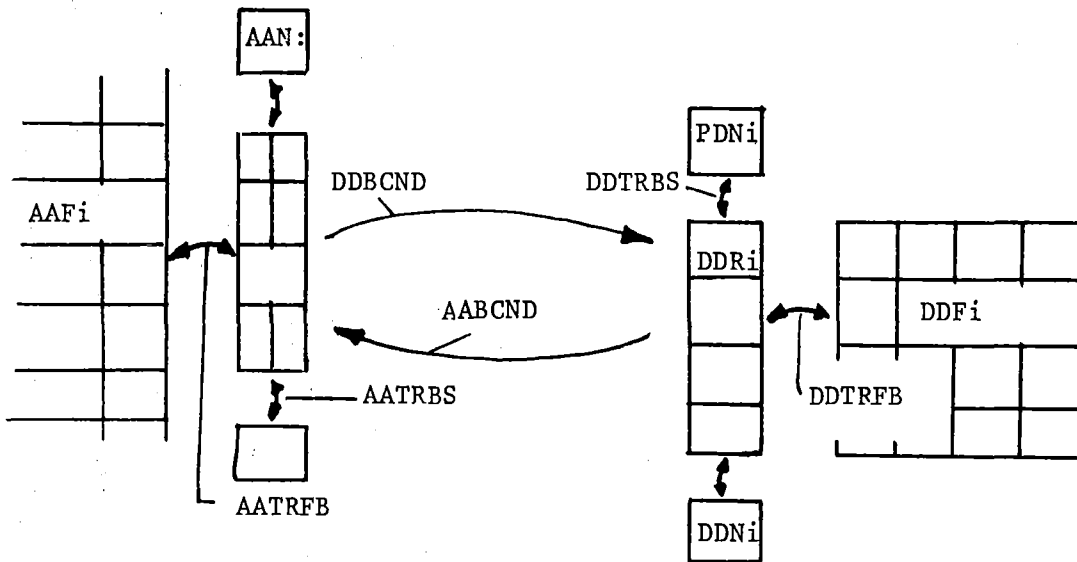 AAN:
PDNi
DDBCND
DDTRBS
AAFi
DDRi
AABCND
DDFi
AATRBS
DDTRFB
AATRFB
DDNi